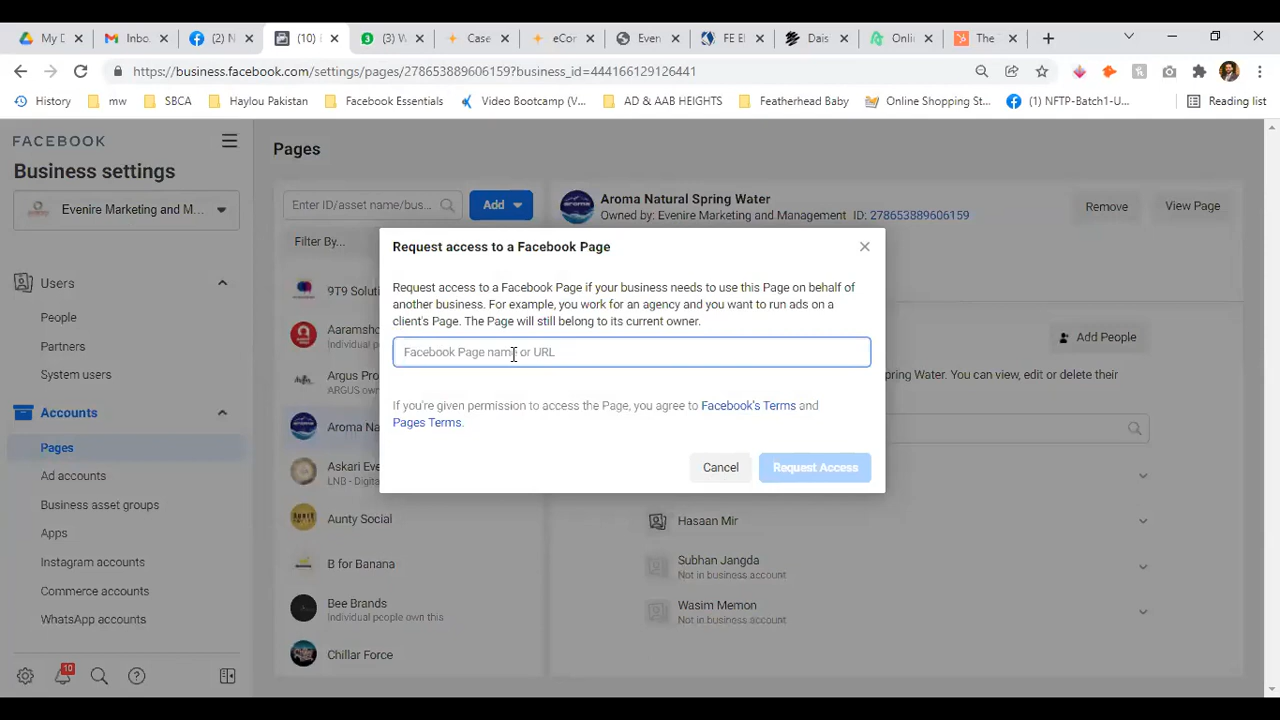 My D
Inbo.
(2) N
(10)
(3) W
Case
eCor
Even
FE El
Dais
Onli
The
https://business.facebook.com/settings/pages/278653889606159?business_id=444166129126441
History
mw
SBCA
Haylou Pakistan
Facebook Essentials
Video Bootcamp (V...
AD & AAB HEIGHTS
Featherhead Baby
Online Shopping St...
(1) NFTP-Batch1-U...
Reading list
FACEBOOK
Business settings
Evenire Marketing and M...
Users
People
Partners
System users
Accounts
Pages
Ad accounts
Business asset groups
Apps
Instagram accounts
Commerce accounts
WhatsApp accounts
10
Pages
Enter ID/asset name/bus...
Add
Filter By...
9T9 Soluti
Aaramsho
Individual p
Argus Pro
ARGUS ow
Aroma Na
Askari Eve
LNB - Digita
Aunty Social
B for Banana
Bee Brands
Individual people own this
Chillar Force
Aroma Natural Spring Water
Owned by: Evenire Marketing and Management ID: 278653889606159
Remove
View Page
Add People
pring Water. You can view, edit or delete their
Hasaan Mir
Subhan Jangda
Not in business account
Wasim Memon
Not in business account
Request access to a Facebook Page
Request access to a Facebook Page if your business needs to use this Page on behalf of
another business. For example, you work for an agency and you want to run ads on a
client's Page. The Page will still belong to its current owner.
Facebook Page name or URL
If you're given permission to access the Page, you agree to Facebook's Terms and
Pages Terms.
Cancel
Request Access